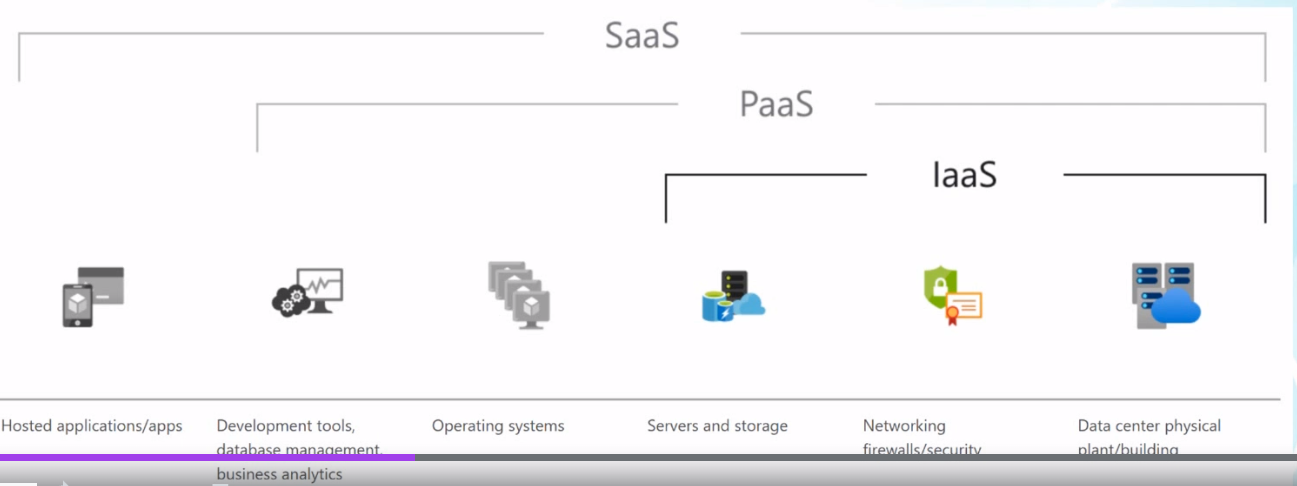 SaaS
PaaS
IaaS
Hosted applications/apps
Development tools,
database management,
business analytics
Operating systems
Servers and storage
Networking
firewalls/security
Data center physical
plant/building